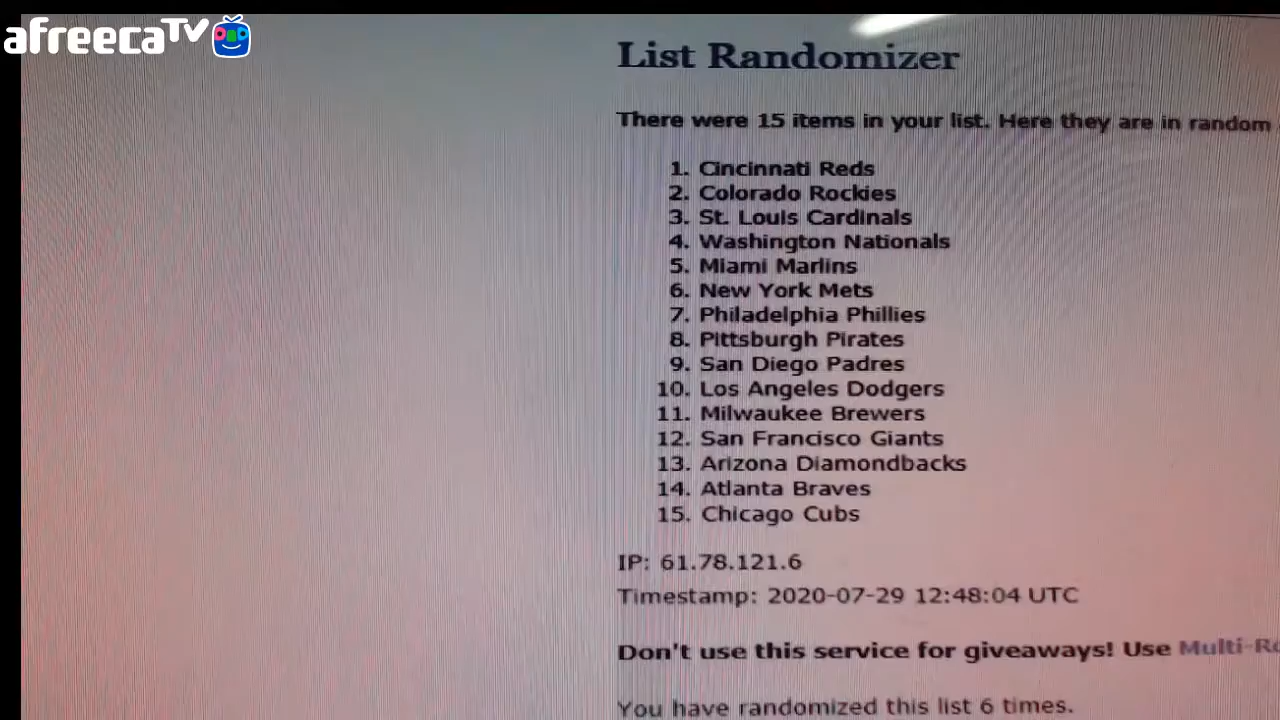 afreecaTV
List Randomizer
There were 15 items in your list. Here they are in random
1. Cincinnati Reds
2. Colorado Rockies
3. St. Louis Cardinals
4. Washington Nationals
5. Miami Marlins
6. New York Mets
7. Philadelphia Phillies
8. Pittsburgh Pirates
9. San Diego Padres
10. Los Angeles Dodgers
11. Milwaukee Brewers
12. San Francisco Giants
13. Arizona Diamondbacks
14. Atlanta Braves
15. Chicago Cubs
IP: 61.78.121.6
Timestamp: 2020-07-29 12:48:04 UTC
Don't use this service for giveaways! Use
You have randomized this list 6 times.